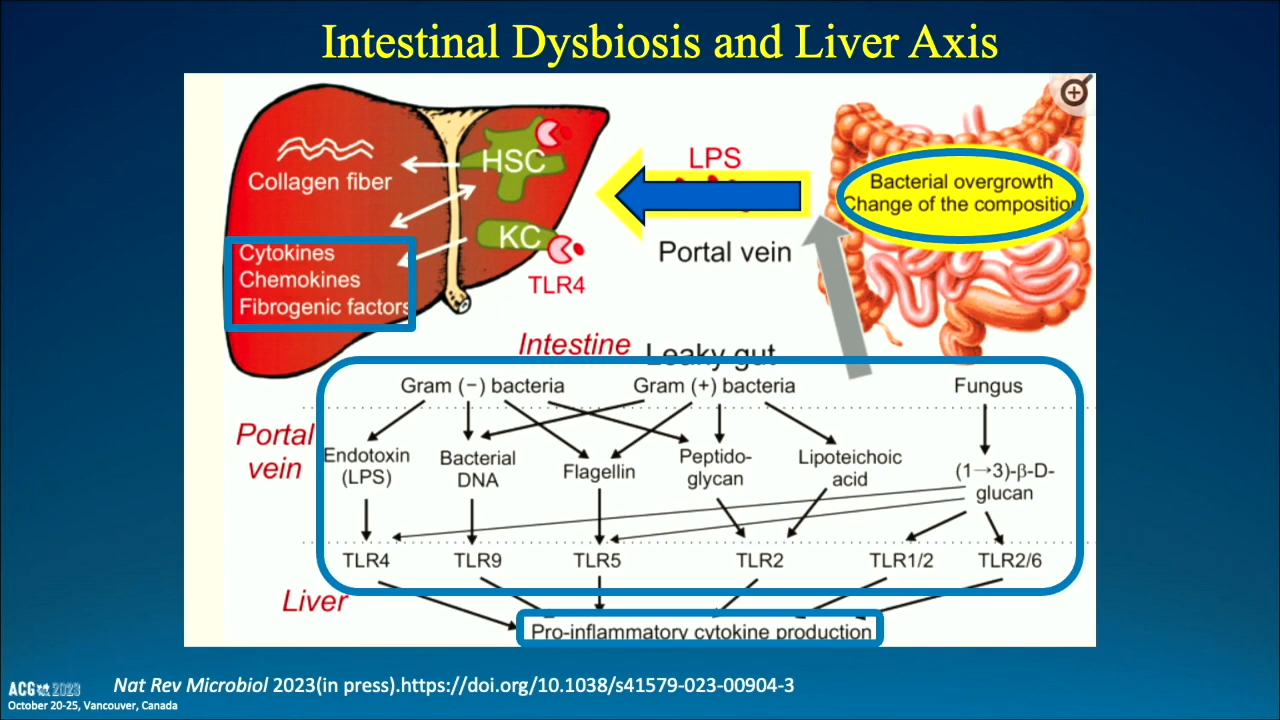 Intestinal Dysbiosis and Liver Axis
Collagen fiber
HSC
KC
TLR4
Cytokines
Chemokines
Fibrogenic factors
LPS
Portal vein
Bacterial overgrowth
Change of the composition
Intestine
Leaky gut
Gram (−) bacteria
Gram (+) bacteria
Fungus
Portal
vein
Endotoxin
(LPS)
Bacterial
DNA
Flagellin
Peptido-
glycan
Lipoteichoic
acid
(1→3)-β-D-
glucan
TLR4
TLR9
TLR5
TLR2
TLR1/2
TLR2/6
Liver
Pro-inflammatory cytokine production
Nat Rev Microbiol 2023(in press).https://doi.org/10.1038/s41579-023-00904-3
ACG 2023
October 20-25, Vancouver, Canada